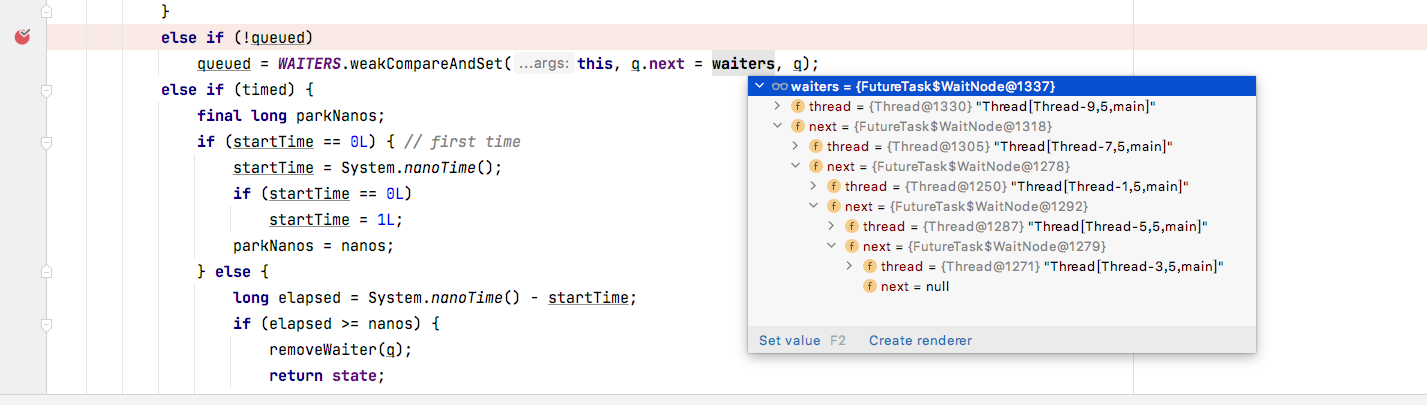 }
else if (!queued)
queued = WAITERS.weakCompareAndSet( ...args: this, q.next = waiters, q);
else if (timed) {
final long parkNanos;
if (startTime == 0L) { // first time
startTime = System.nanoTime();
if (startTime == 0L)
startTime = 1L;
parkNanos = nanos;
} else {
long elapsed = System.nanoTime() - startTime;
if (elapsed >= nanos) {
removeWaiter(q);
return state;
waiters = {FutureTask$WaitNode@1337}
f thread = {Thread@1330} "Thread[Thread-9,5,main]"
f next = {FutureTask$WaitNode@1318}
f thread = {Thread@1305} "Thread[Thread-7,5,main]"
f next = {FutureTask$WaitNode@1278}
f thread = {Thread@1250} "Thread[Thread-1,5,main]"
f next = {FutureTask$WaitNode@1292}
f thread = {Thread@1287} "Thread[Thread-5,5,main]"
f next = {FutureTask$WaitNode@1279}
f thread = {Thread@1271} "Thread[Thread-3,5,main]"
f next = null
Set value F2 Create renderer